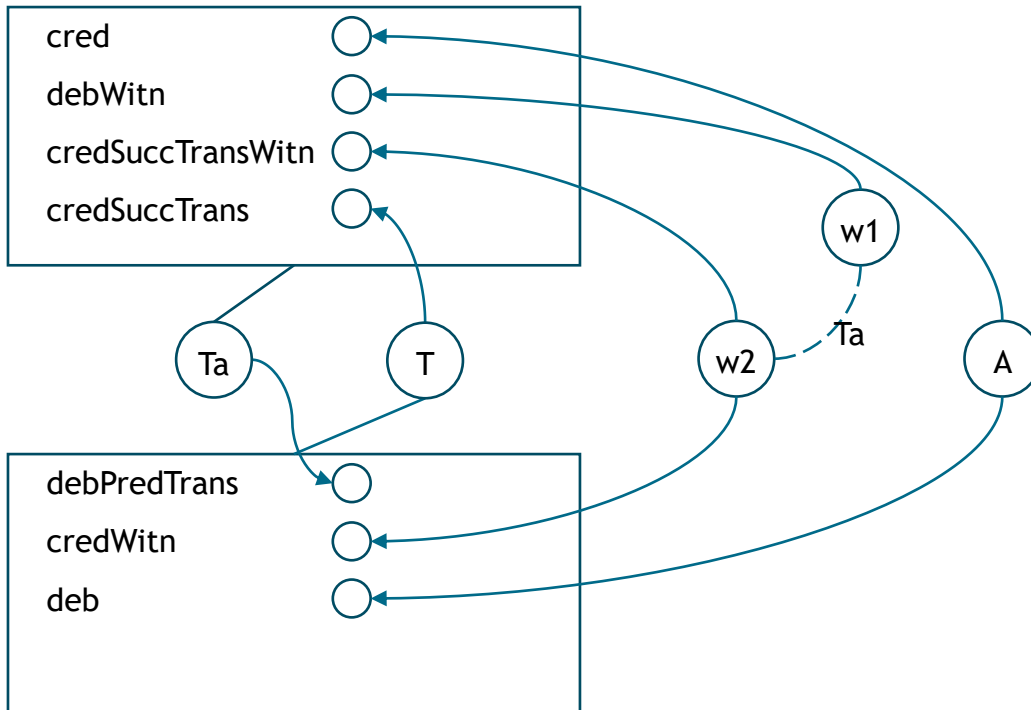 cred
debWitn
credSuccTransWitn
credSuccTrans
w1
Ta
Ta
T
w2
A
debPredTrans
credWitn
deb